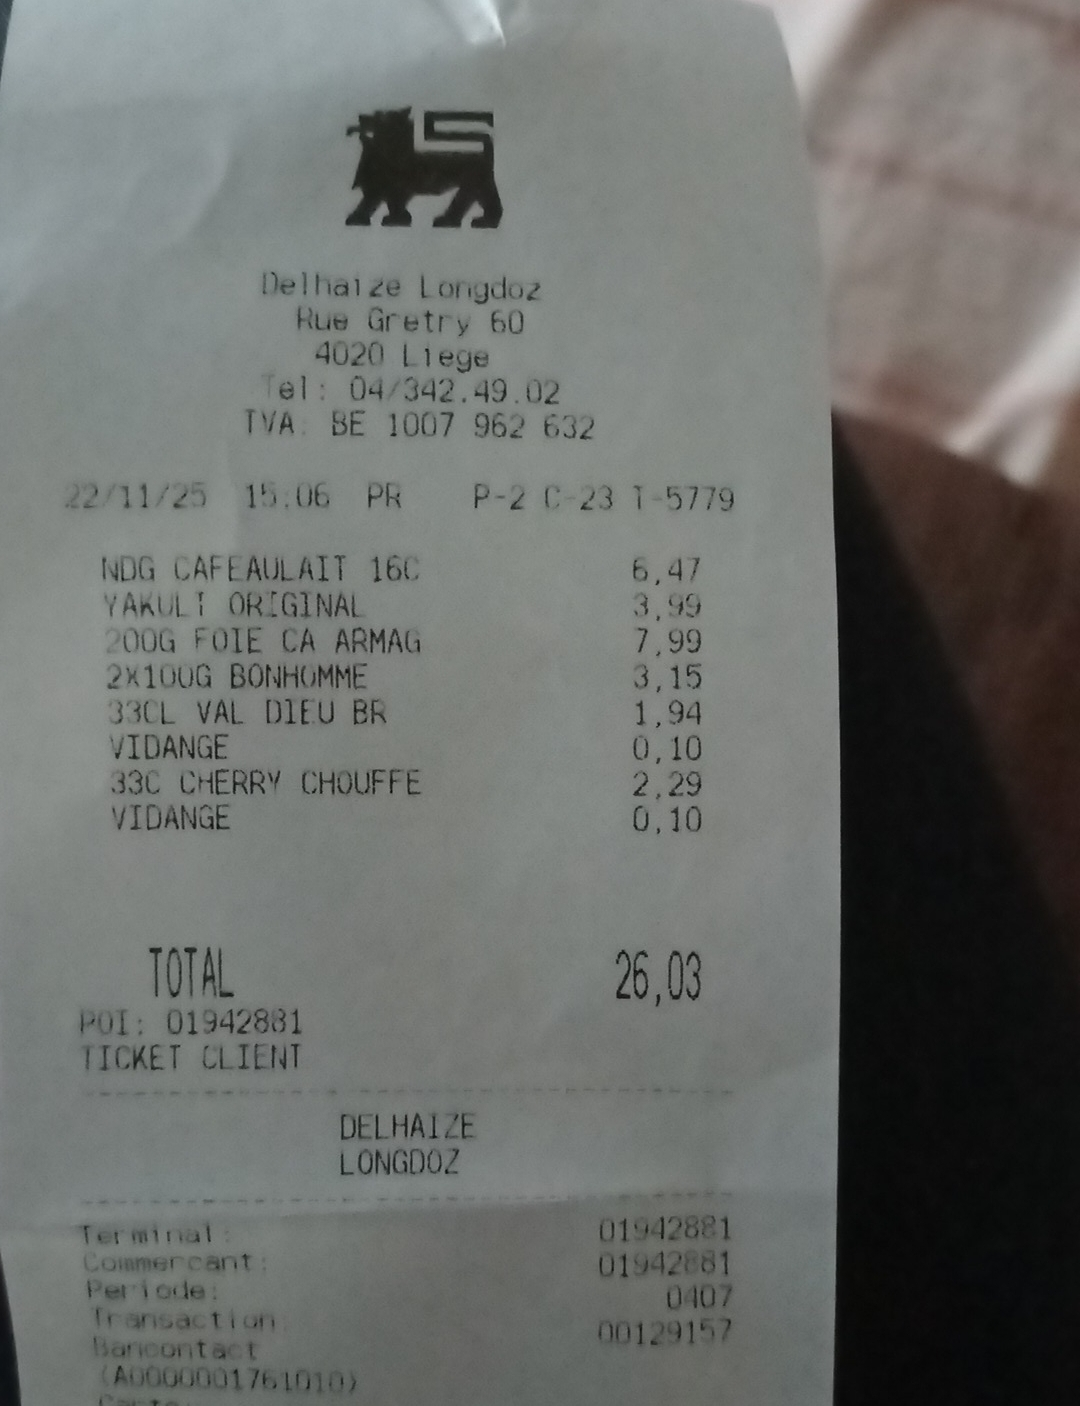 Delhaize Longdoz
Rue Gretry 60
4020 Liege
Tel: 04/342.49.02
TVA: BE 1007 962 632
22/11/25 15:06 PR P-2 C-23 T-5779
NDG CAFEAULAIT 16C 6,47
YAKULT ORIGINAL 3,99
200G FOIE CA ARMAG 7,99
2X100G BONHOMME 3,15
33CL VAL DIEU BR 1,94
VIDANGE 0,10
33C CHERRY CHOUFFE 2,29
VIDANGE 0,10
TOTAL 26,03
POI: 01942881
TICKET CLIENT
DELHAIZE
LONGDOZ
Terminal: 01942881
Commercant: 01942881
Periode: 0407
Transaction 00129157
Bancontact
(A0000001761010)